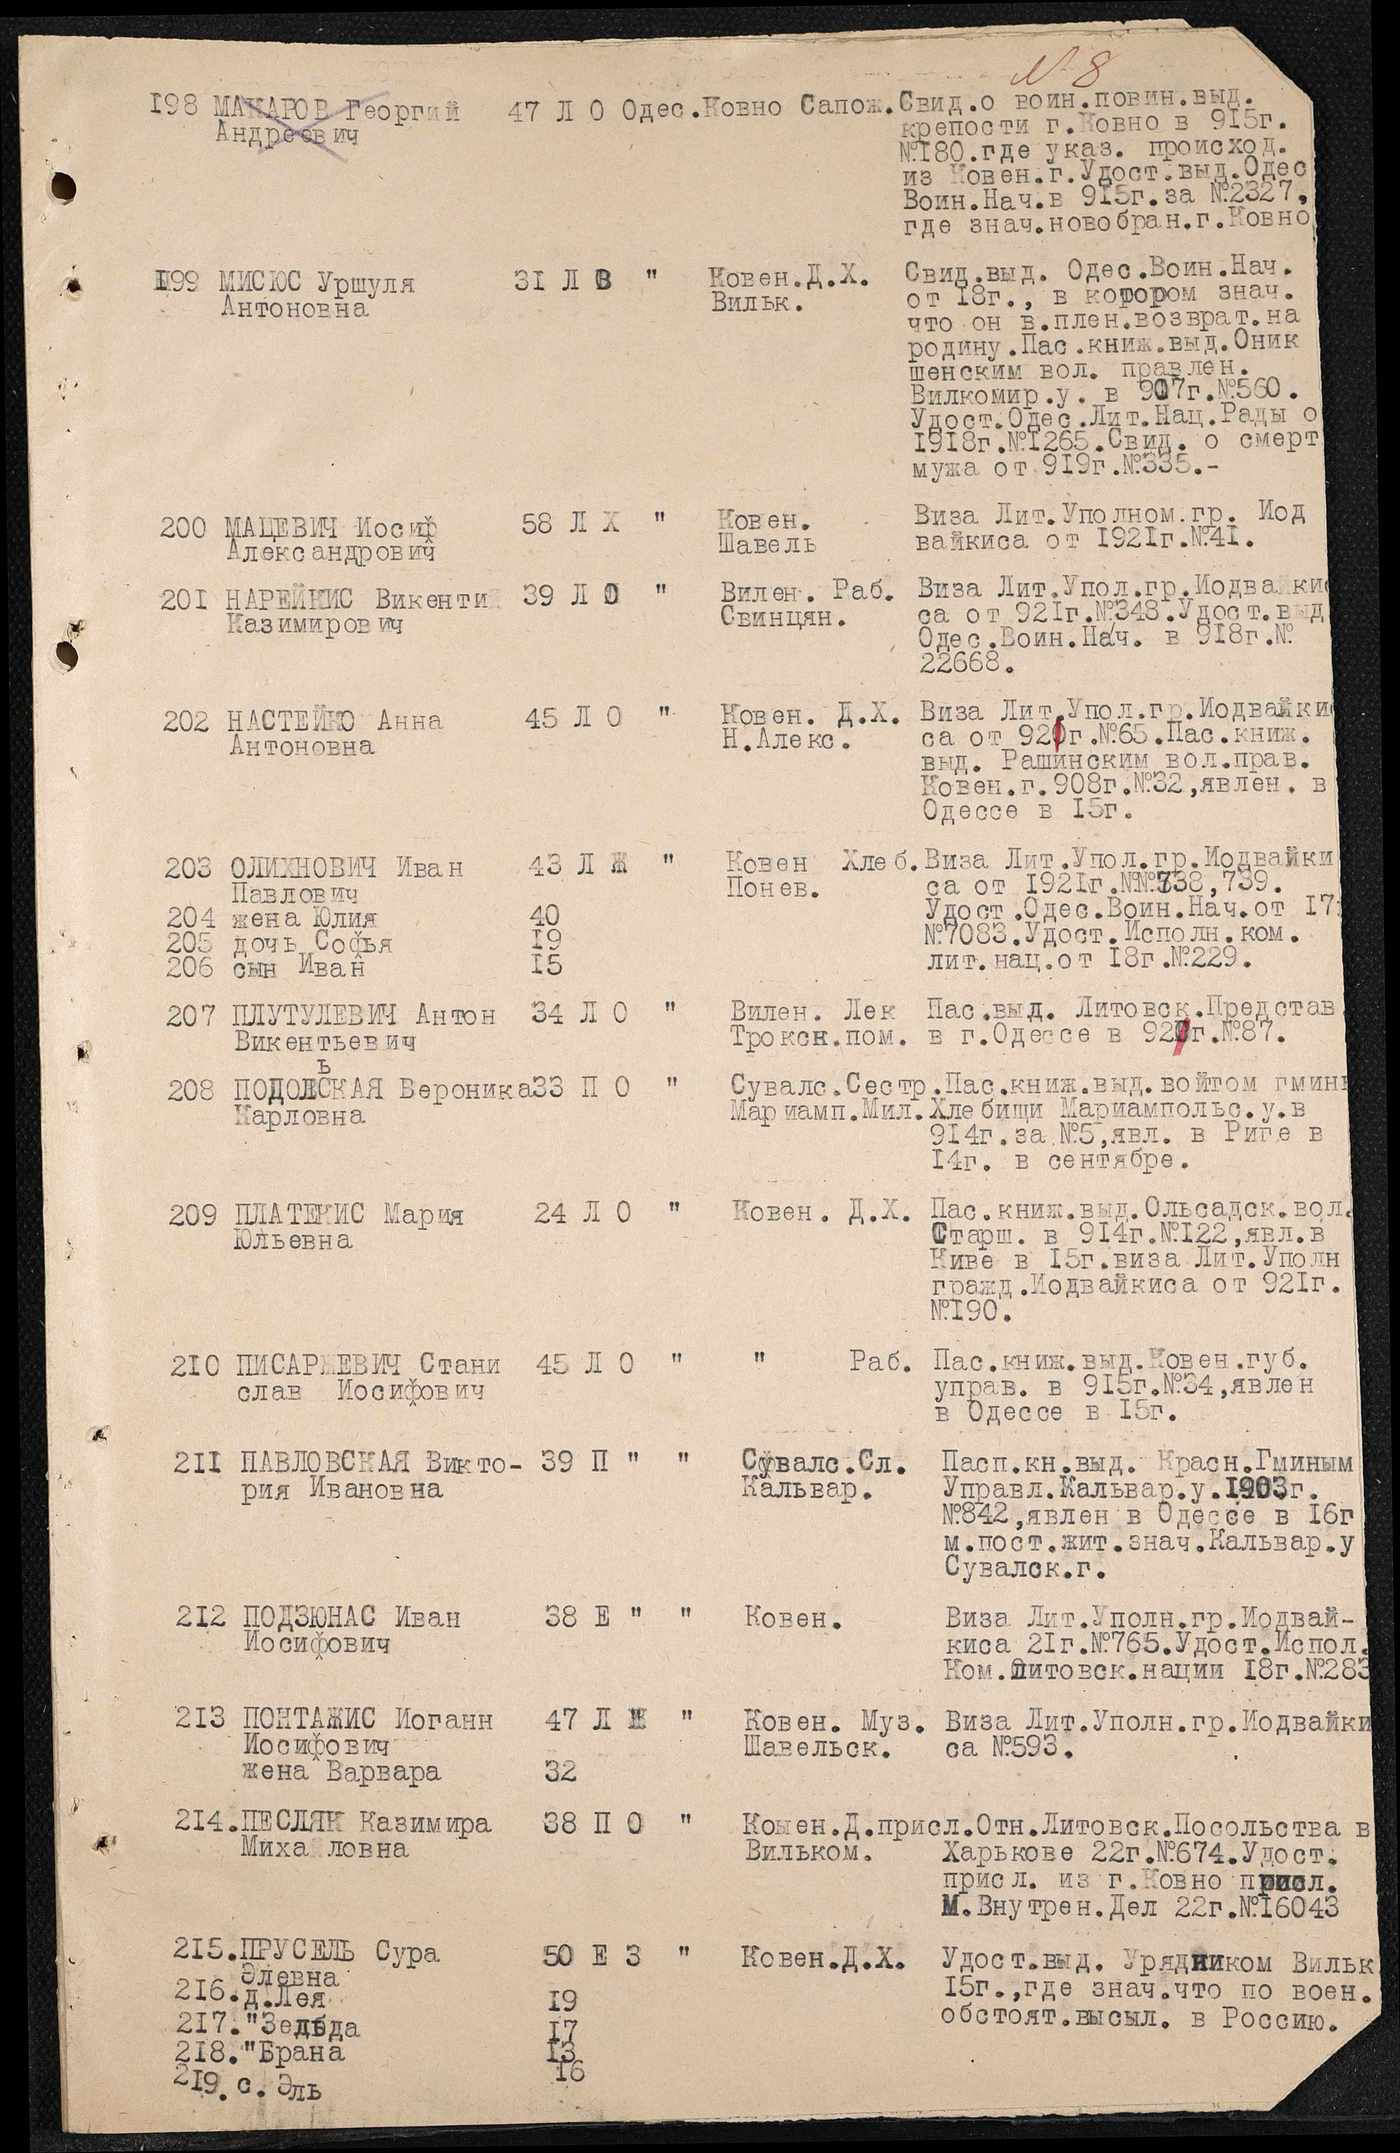 № 8
198 МАКАРОВ Георгий 47 Л О Одес. Ковно Сапож. Свид.о воин.повин.выд.
Андреевич крепости г.Ковно в 915г.
№180.где указ. происход.
из Ковен.г.Удост.выд.Одес
Воин.Нач.в 915г.за №2327,
где знач.новобран.г.Ковно
199 МИСЮС Уршуля 31 Л В " Ковен.Д.Х. Свид.выд. Одес.Воин.Нач.
Антоновна Вильк. от 18г., в котором знач.
что он в.плен.возврат.на
родину.Пас.книж.выд.Оник
шенским вол. правлен.
Вилкомир.у. в 907г.№560.
Удост.Одес.Лит.Нац.Рады о
1918г.№1265.Свид. о смерт
мужа от 919г.№335.-
200 МАЦЕВИЧ Иосиф 58 Л Х " Ковен. Виза Лит.Уполном.гр. Иод
Александрович Шавель вайкиса от 1921г.№41.
201 НАРЕЙКИС Викенти 39 Л О " Вилен. Раб. Виза Лит.Упол.гр.Иодвайки
Казимирович Свинцян. са от 921г.№348.Удост.выд
Одес.Воин.Нач. в 918г.№
22668.
202 НАСТЕЙКО Анна 45 Л О " Ковен. Д.Х. Виза Лит.Упол.гр.Иодвайки
Антоновна Н.Алекс. са от 920г.№65.Пас.книж.
выд. Рашинским вол.прав.
Ковен.г.908г.№32,явлен. в
Одессе в 15г.
203 ОЛИХНОВИЧ Иван 43 Л Ж " Ковен Хлеб. Виза Лит.Упол.гр.Иодвайки
Павлович Понев. са от 1921г.№№738,739.
204 жена Юлия 40 Удост.Одес.Воин.Нач.от 17г
205 дочь Софья 19 №7083.Удост.Исполн.ком.
206 сын Иван 15 лит.нац.от 18г.№229.
207 ПЛУТУЛЕВИЧ Антон 34 Л О " Вилен. Лек Пас.выд. Литовск.Представ
Викентьевич Трокск.пом. в г.Одессе в 92г.№87.
ь
208 ПОДОЛСКАЯ Вероника 33 П О " Сувалс.Сестр.Пас.книж.выд.войтом гмины
Карловна Мариамп.Мил.Хлебищи Мариампольс.у.в
914г.за №5,явл. в Риге в
14г. в сентябре.
209 ПЛАТЕКИС Мария 24 Л О " Ковен. Д.Х. Пас.книж.выд.Ольсадск.вол.
Юльевна Старш. в 914г.№122,явл.в
Киве в 15г.виза Лит.Уполн
гражд.Иодвайкиса от 921г.
№190.
210 ПИСАРЖЕВИЧ Стани 45 Л О " " Раб. Пас.книж.выд.Ковен.губ.
слав Иосифович управ. в 915г.№34,явлен
в Одессе в 15г.
211 ПАВЛОВСКАЯ Викто- 39 П " " Сувалс.Сл. Пасп.кн.выд. Красн.Гминым
рия Ивановна Кальвар. Управл.Кальвар.у.1903г.
№842,явлен в Одессе в 16г
м.пост.жит.знач.Кальвар.у
Сувалск.г.
212 ПОДЗЮНАС Иван 38 Е " " Ковен. Виза Лит.Уполн.гр.Иодвай-
Иосифович киса 21г.№765.Удост.Испол.
Ком.литовск.нации 18г.№283
213 ПОНТАЖИС Иоганн 47 Л Ж " Ковен. Муз. Виза Лит.Уполн.гр.Иодвайки
Иосифович Шавельск. са №593.
жена Варвара 32
214.ПЕСЛЯК Казимира 38 П О " Комен.Д.присл.Отн.Литовск.Посольства в
Миха ловна Вильком. Харькове 22г.№674.Удост.
присл. из г.Ковно присл.
М.Внутрен.Дел 22г.№16043
215.ПРУСЕЛЬ Сура 50 Е З " Ковен.Д.Х. Удост.выд. Урядником Вильк
Элевна 15г.,где знач.что по воен.
216.д.Лея 19 обстоят.высыл. в Россию.
217."Зельда 17
218."Брана 13
219.с.Эль 16